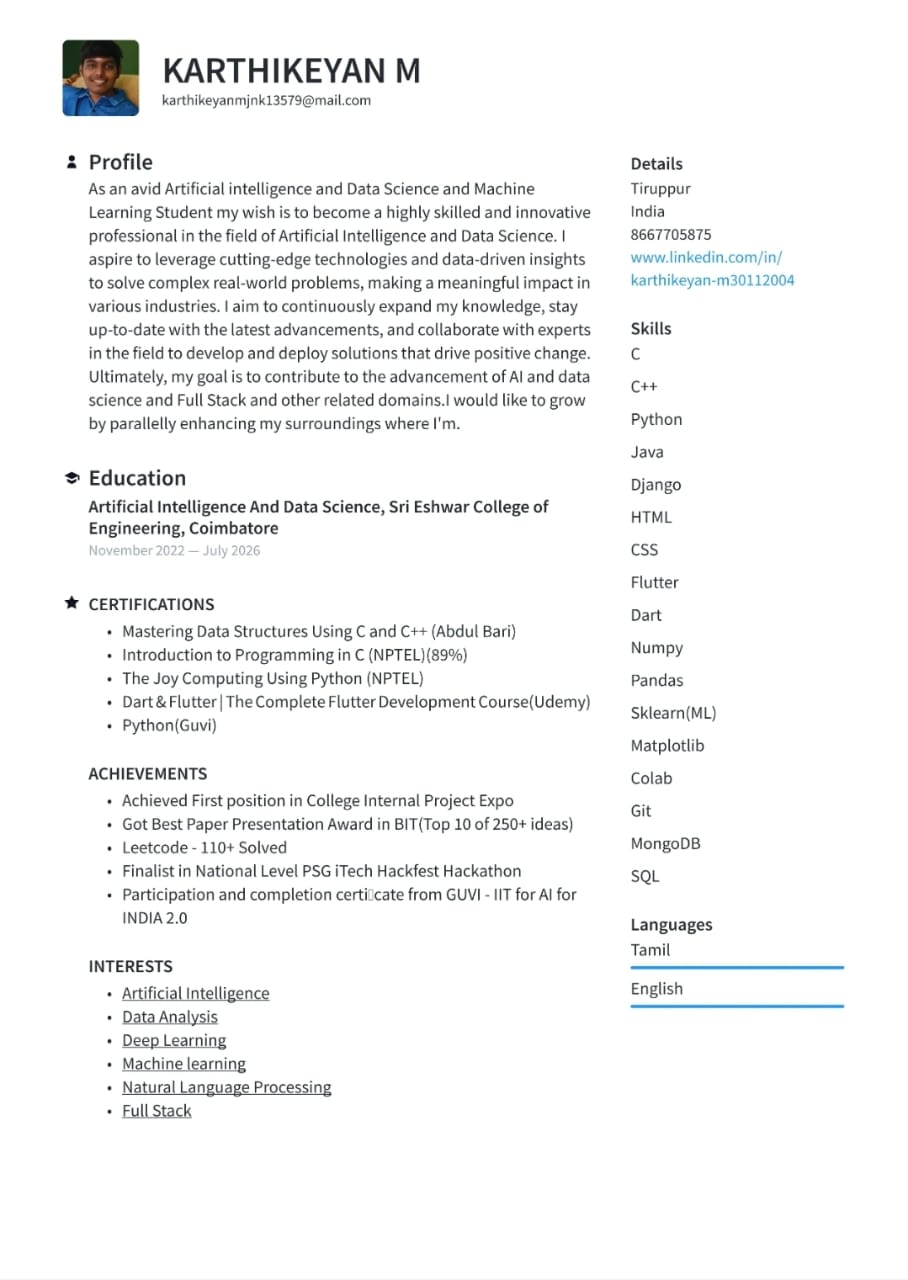 KARTHIKEYAN M
karthikeyanmjnk13579@mail.com
Profile
As an avid Artificial intelligence and Data Science and Machine
Learning Student my wish is to become a highly skilled and innovative
professional in the field of Artificial Intelligence and Data Science. I
aspire to leverage cutting-edge technologies and data-driven insights
to solve complex real-world problems, making a meaningful impact in
various industries. I aim to continuously expand my knowledge, stay
up-to-date with the latest advancements, and collaborate with experts
in the field to develop and deploy solutions that drive positive change.
Ultimately, my goal is to contribute to the advancement of AI and data
science and Full Stack and other related domains.I would like to grow
by parallelly enhancing my surroundings where I'm.
Education
Artificial Intelligence And Data Science, Sri Eshwar College of
Engineering, Coimbatore
November 2022 — July 2026
CERTIFICATIONS
• Mastering Data Structures Using C and C++ (Abdul Bari)
• Introduction to Programming in C (NPTEL)(89%)
• The Joy Computing Using Python (NPTEL)
• Dart & Flutter | The Complete Flutter Development Course(Udemy)
• Python(Guvi)
ACHIEVEMENTS
• Achieved First position in College Internal Project Expo
• Got Best Paper Presentation Award in BIT(Top 10 of 250+ ideas)
• Leetcode - 110+ Solved
• Finalist in National Level PSG iTech Hackfest Hackathon
• Participation and completion certi▯cate from GUVI - IIT for AI for
INDIA 2.0
INTERESTS
• Artificial Intelligence
• Data Analysis
• Deep Learning
• Machine learning
• Natural Language Processing
• Full Stack
Details
Tiruppur
India
8667705875
www.linkedin.com/in/
karthikeyan-m30112004
Skills
C
C++
Python
Java
Django
HTML
CSS
Flutter
Dart
Numpy
Pandas
Sklearn(ML)
Matplotlib
Colab
Git
MongoDB
SQL
Languages
Tamil
English